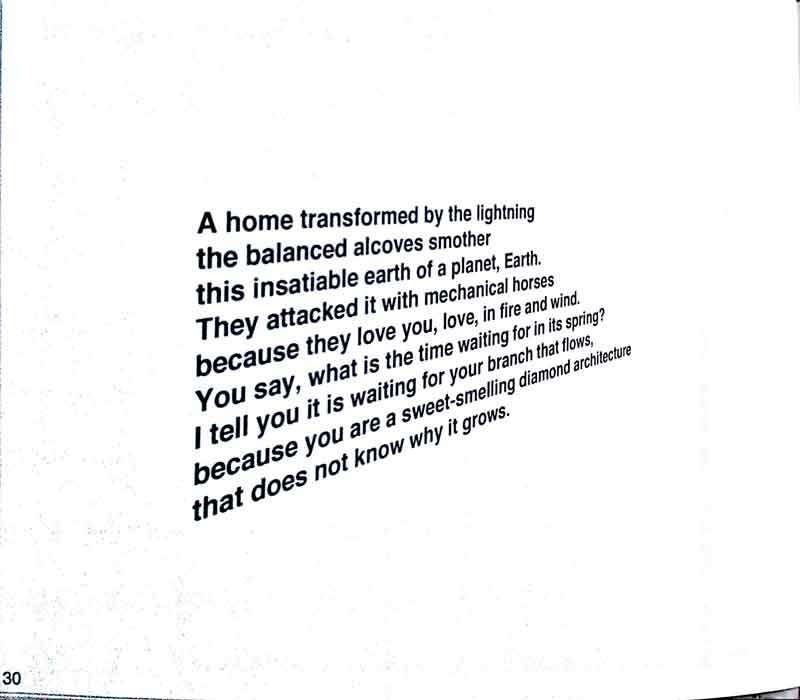 A home transformed by the lightning
the balanced alcoves smother
this insatiable earth of a planet, Earth.
They attacked it with mechanical horses
because they love you, love, in fire and wind.
You say, what is the time waiting for in its spring?
I tell you it is waiting for your branch that flows,
because you are a sweet-smelling diamond architecture
that does not know why it grows.
30